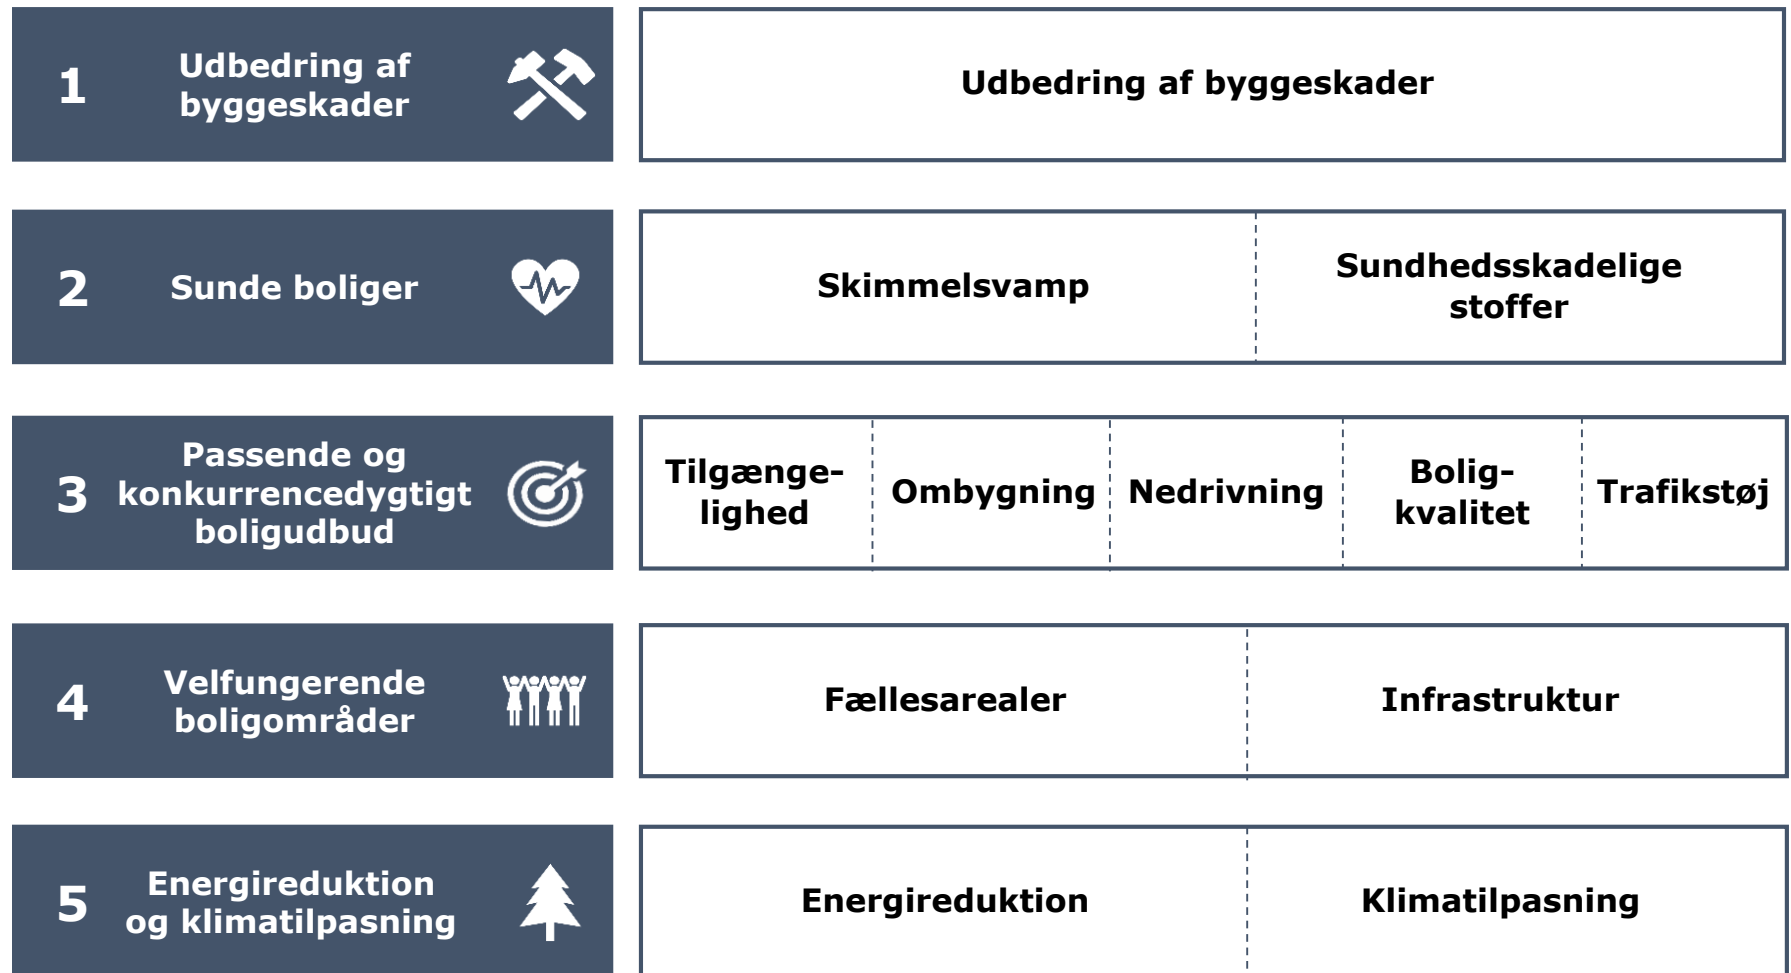 1
Udbedring af
byggeskader
Udbedring af byggeskader
2
Sunde boliger
Skimmelsvamp
Sundhedsskadelige
stoffer
3
Passende og
konkurrencedygtigt
boligudbud
Tilgænge-
lighed
Ombygning
Nedrivning
Bolig-
kvalitet
Trafikstøj
4
Velfungerende
boligområder
Fællesarealer
Infrastruktur
5
Energireduktion
og klimatilpasning
Energireduktion
Klimatilpasning